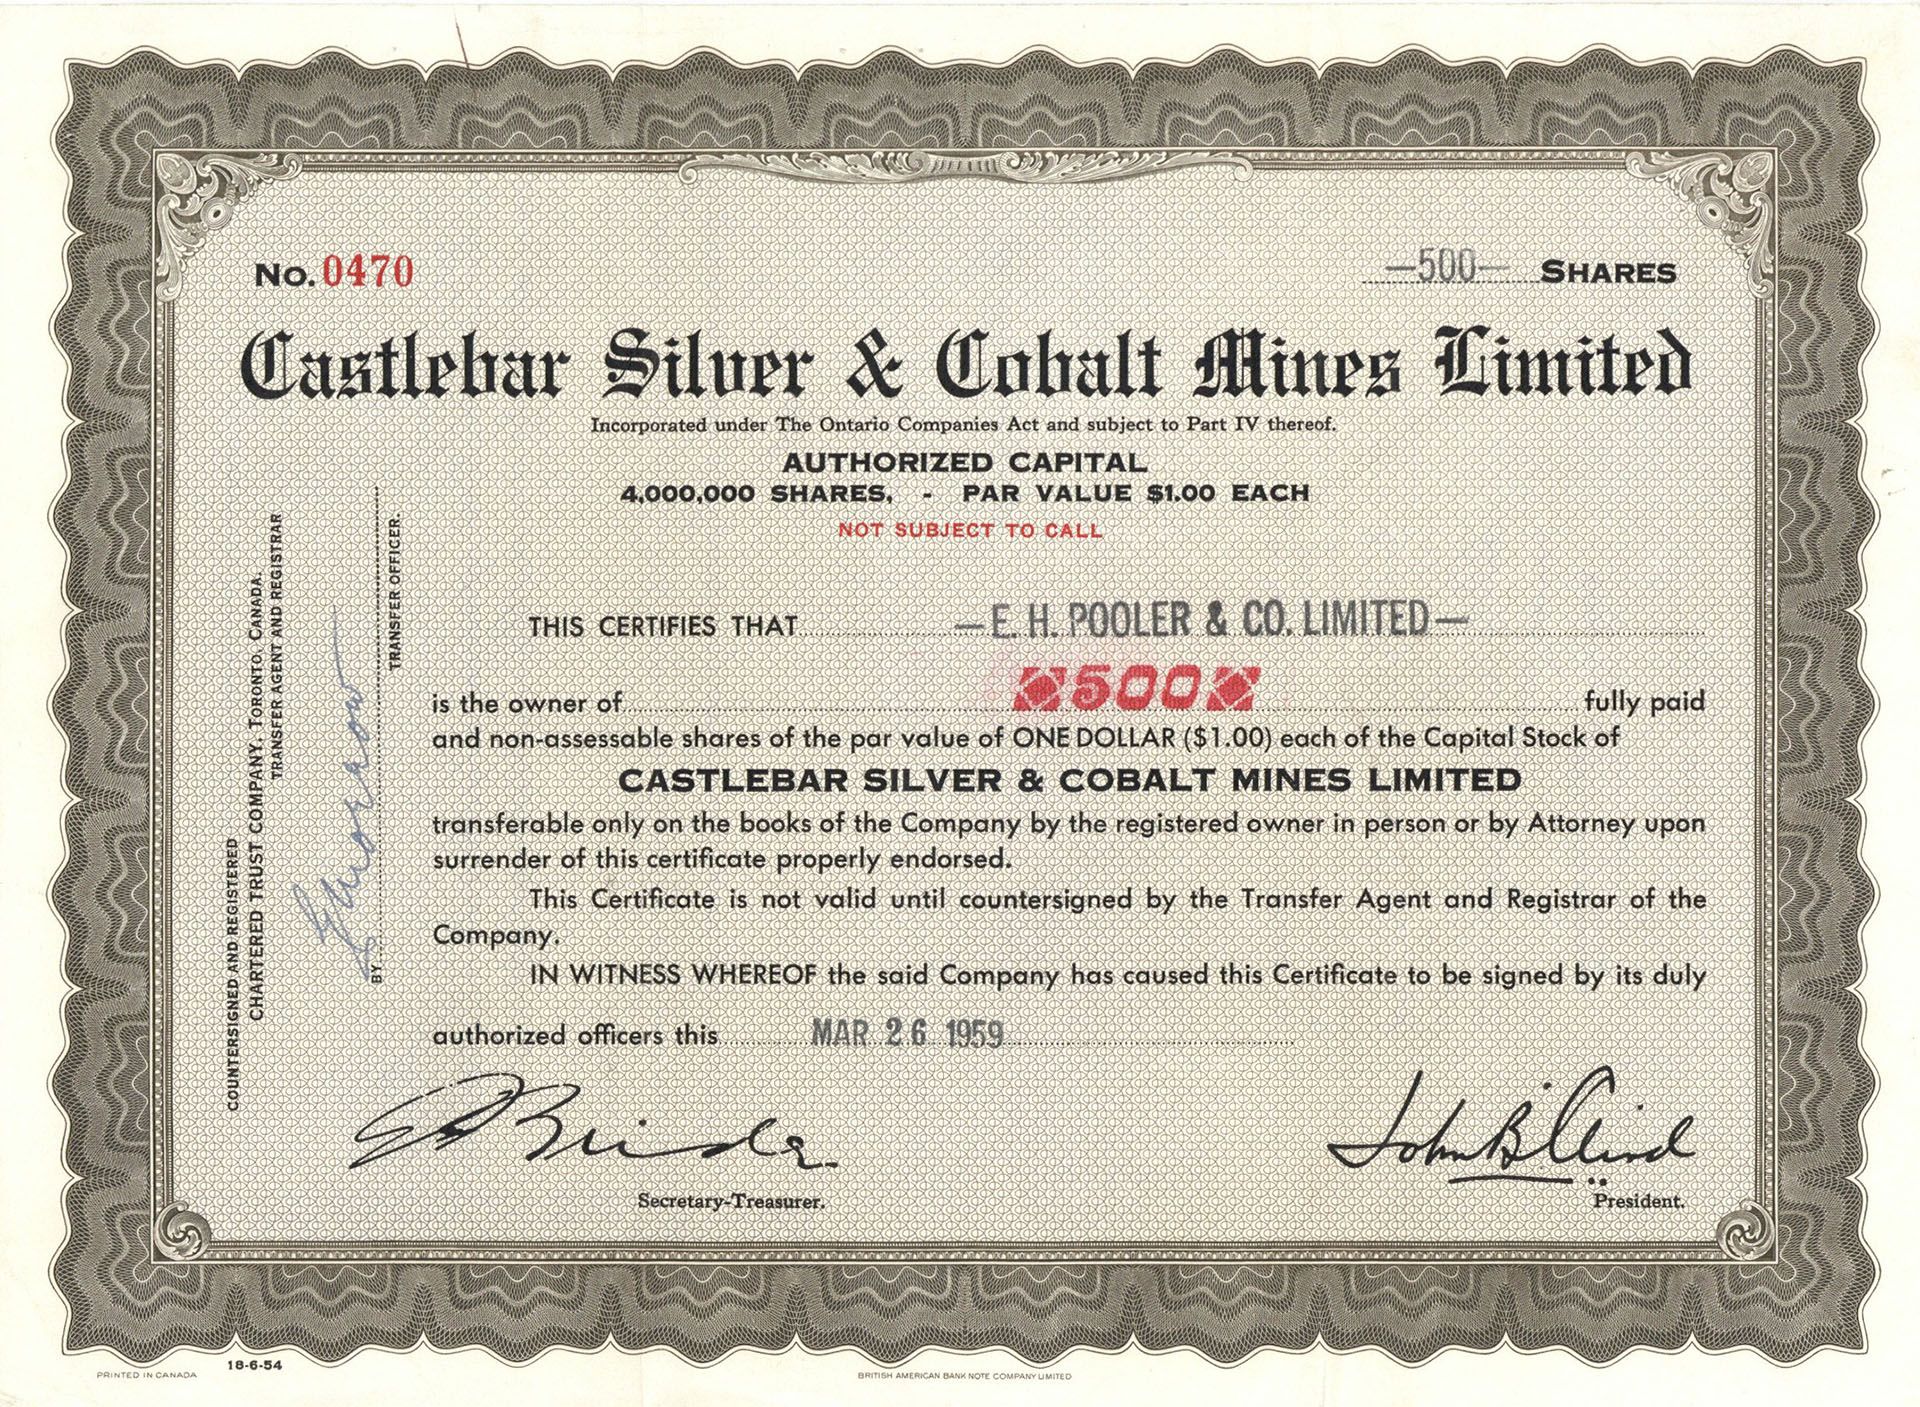 No. 0470
—500— SHARES
Castlebar Silver & Cobalt Mines Limited
Incorporated under The Ontario Companies Act and subject to Part IV thereof.
AUTHORIZED CAPITAL
4,000,000 SHARES, - PAR VALUE $1.00 EACH
NOT SUBJECT TO CALL
THIS CERTIFIES THAT —E. H. POOLER & CO. LIMITED—
is the owner of 500 fully paid
and non-assessable shares of the par value of ONE DOLLAR ($1.00) each of the Capital Stock of
CASTLEBAR SILVER & COBALT MINES LIMITED
transferable only on the books of the Company by the registered owner in person or by Attorney upon
surrender of this certificate properly endorsed.
This Certificate is not valid until countersigned by the Transfer Agent and Registrar of the
Company.
IN WITNESS WHEREOF the said Company has caused this Certificate to be signed by its duly
authorized officers this MAR 26 1959
Secretary-Treasurer.
John B.
President.
COUNTERSIGNED AND REGISTERED
CHARTERED TRUST COMPANY, TORONTO, CANADA.
TRANSFER AGENT AND REGISTRAR
BY Morrow
TRANSFER OFFICER.
PRINTED IN CANADA
18-6-54
BRITISH AMERICAN BANK NOTE COMPANY LIMITED